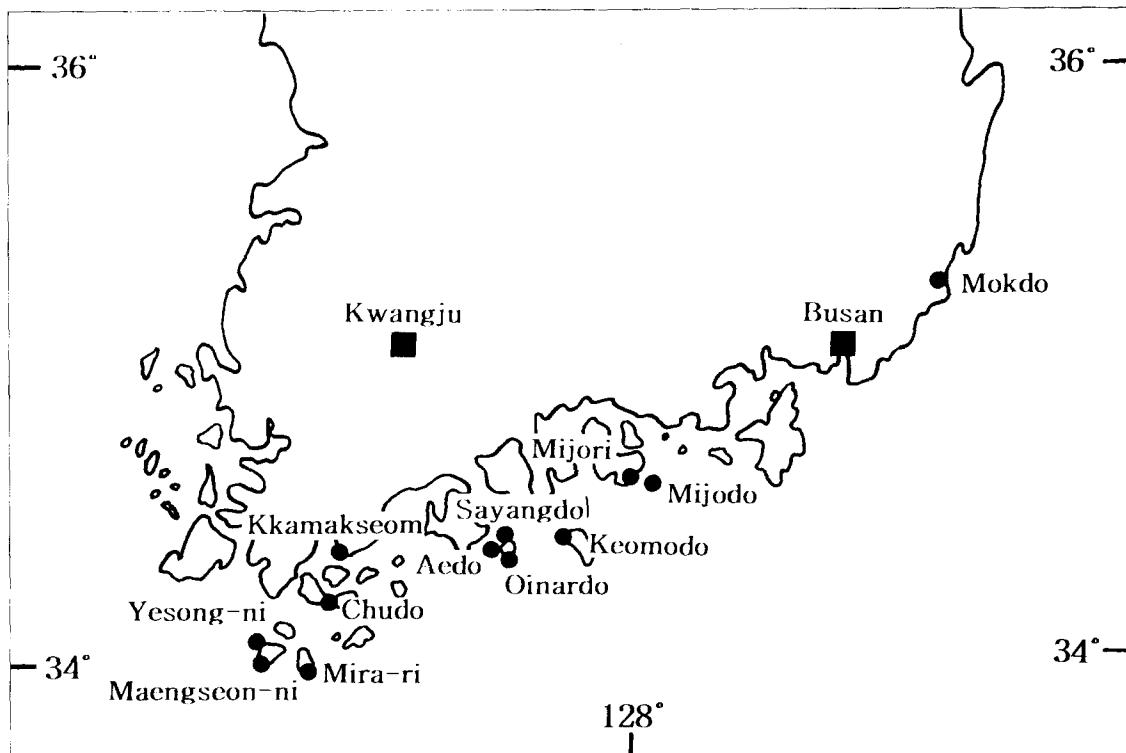 36°
36°
Mokdo
Kwangju
Busan
Mijori
Mijodo
Sayangdo
Kkamakseom
Keomodo
Aedo
Oinardo
Chudo
Yesong-ni
34°
34°
Mira-ri
Maengseon-ni
128°